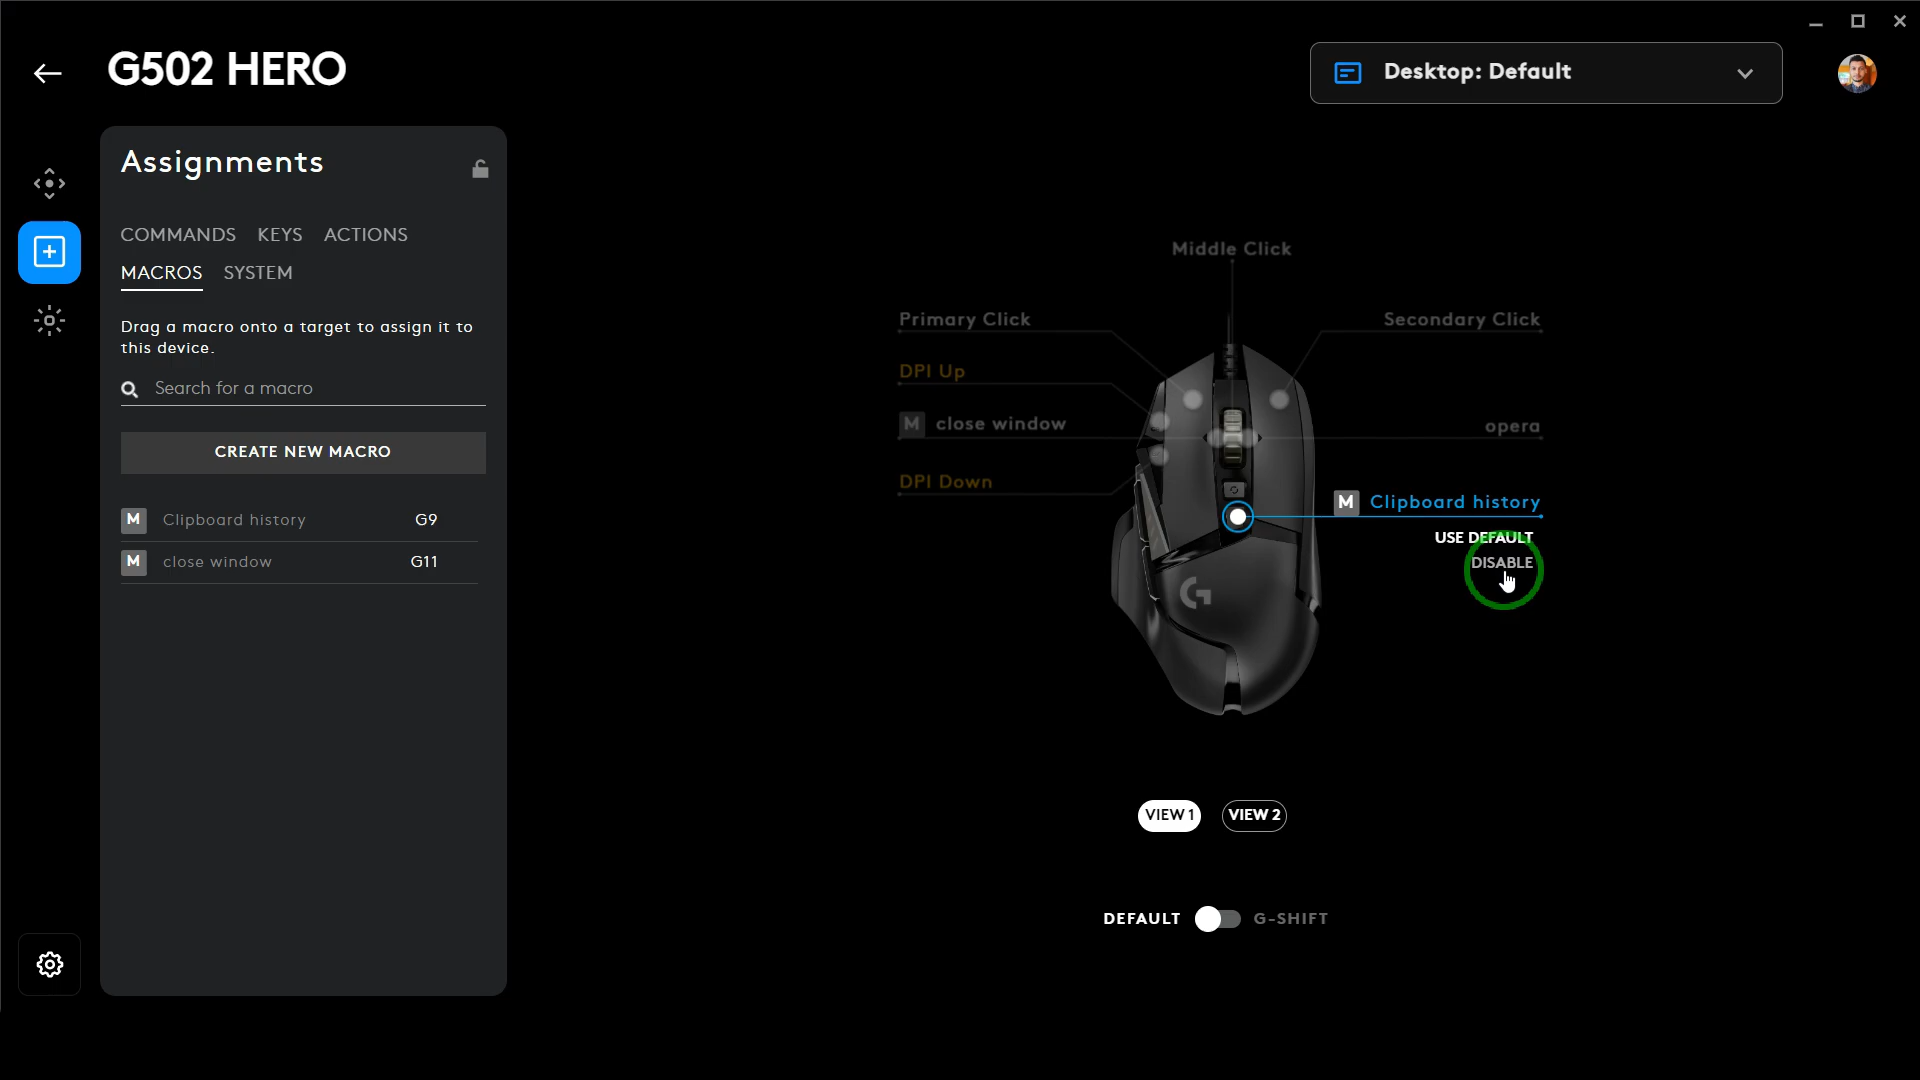 G502 HERO
Desktop: Default
Assignments
COMMANDS KEYS ACTIONS
MACROS SYSTEM
Drag a macro onto a target to assign it to
this device.
Search for a macro
CREATE NEW MACRO
M Clipboard history G9
M close window G11
Middle Click
Primary Click
Secondary Click
DPI Up
M close window
opera
DPI Down
M Clipboard history
USE DEFAULT
DISABLE
VIEW 1 VIEW 2
DEFAULT G-SHIFT